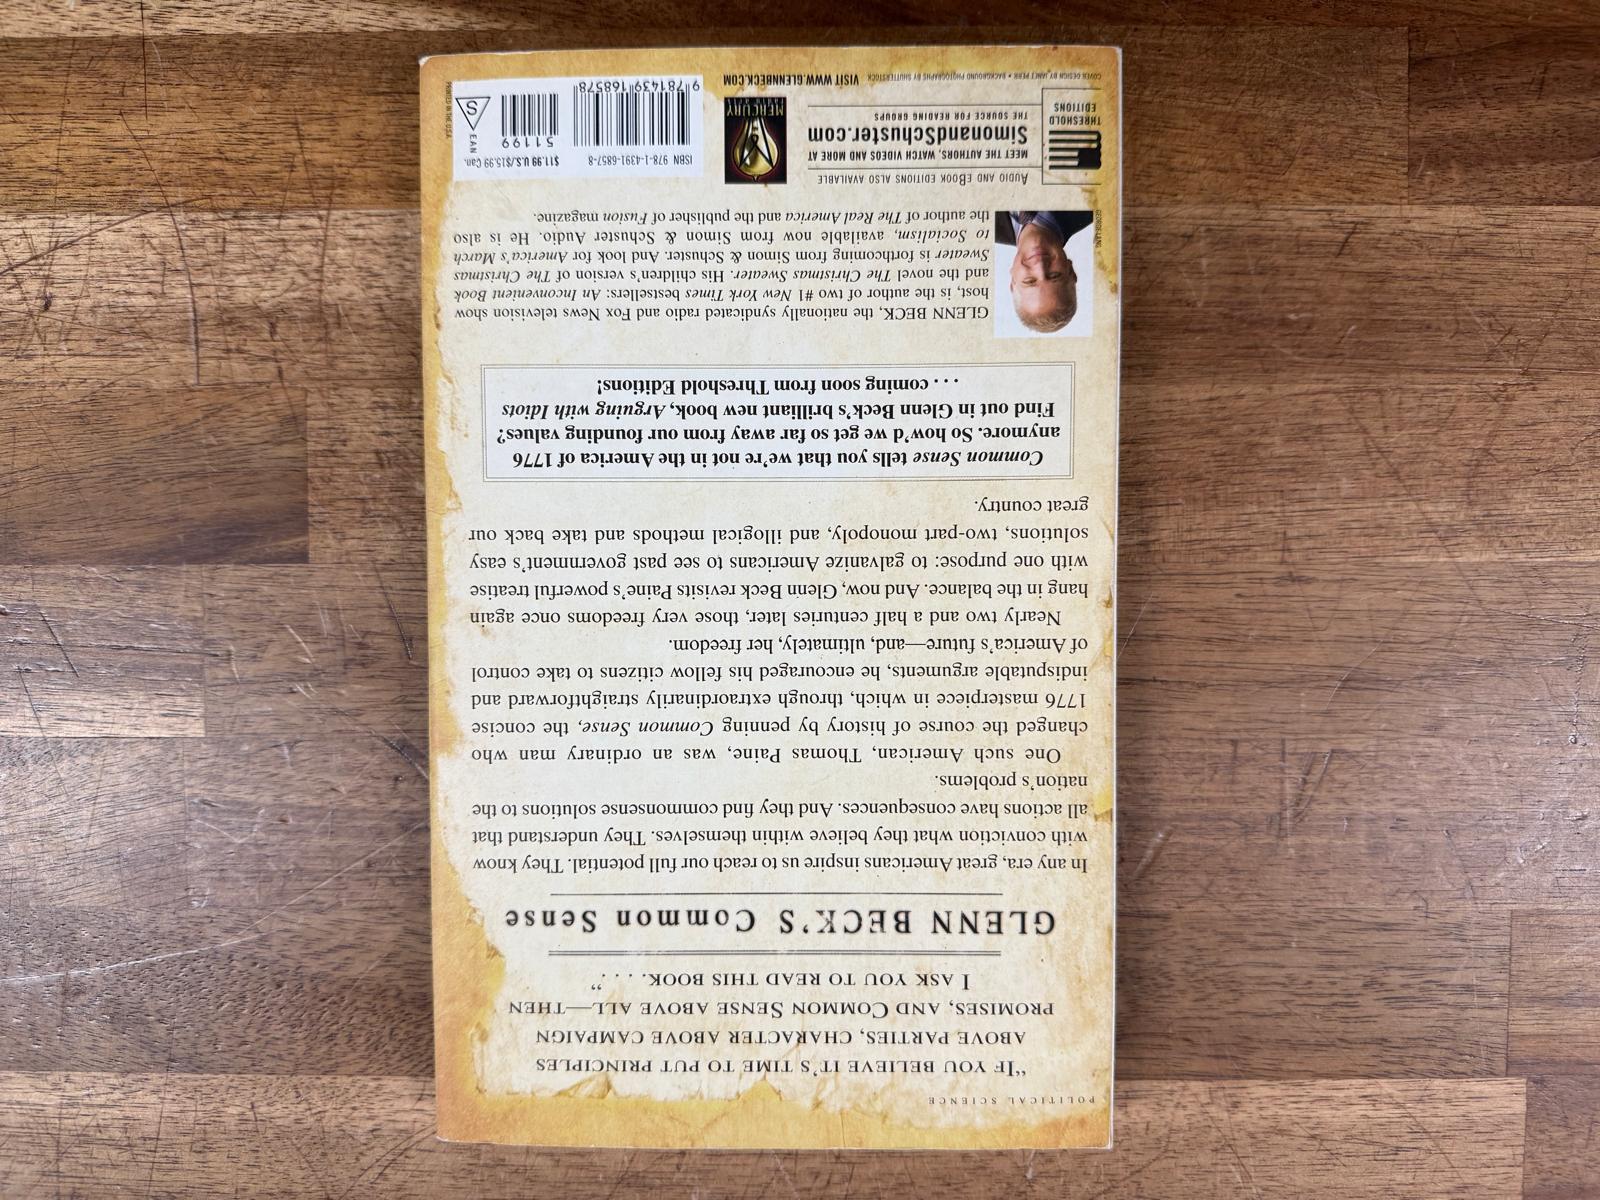 POLITICAL SCIENCE
“IF YOU BELIEVE IT’S TIME TO PUT PRINCIPLES
ABOVE PARTIES, CHARACTER ABOVE CAMPAIGN
PROMISES, AND COMMON SENSE ABOVE ALL—THEN
I ASK YOU TO READ THIS BOOK. . . . .”
GLENN BECK’S Common Sense
In any era, great Americans inspire us to reach our full potential. They know
with conviction what they believe within themselves. They understand that
all actions have consequences. And they find commonsense solutions to the
nation’s problems.
One such American, Thomas Paine, was an ordinary man who
changed the course of history by penning Common Sense, the concise
1776 masterpiece in which, through extraordinarily straightforward and
indisputable arguments, he encouraged his fellow citizens to take control
of America’s future—and, ultimately, her freedom.
Nearly two and a half centuries later, those very freedoms once again
hang in the balance. And now, Glenn Beck revisits Paine’s powerful treatise
with one purpose: to galvanize Americans to see past government’s easy
solutions, two-part monopoly, and illogical methods and take back our
great country.
Common Sense tells you that we’re not in the America of 1776
anymore. So how’d we get so far away from our founding values?
Find out in Glenn Beck’s brilliant new book, Arguing with Idiots
. . . coming soon from Threshold Editions!
GLENN BECK, the nationally syndicated radio and Fox News television show
host, is the author of two #1 New York Times bestsellers: An Inconvenient Book
and the novel The Christmas Sweater. His children’s version of The Christmas
Sweater is forthcoming from Simon & Schuster. And look for America’s March
to Socialism, available now from Simon & Schuster Audio. He is also
the author of The Real America and the publisher of Fusion magazine.
GEORGE LANG
AUDIO AND EBOOK EDITIONS ALSO AVAILABLE
MEET THE AUTHORS, WATCH VIDEOS AND MORE AT
SimonandSchuster.com
THE SOURCE FOR READING GROUPS
THRESHOLD
EDITIONS
MERCURY
RADIO ARTS
COVER DESIGN BY JANET PERR • BACKGROUND PHOTOGRAPHS BY SHUTTERSTOCK
VISIT WWW.GLENNBECK.COM
ISBN 978-1-4391-6857-8
$11.99 U.S./$15.99 Can.
51199
9 781439 168578
EAN
S
PRINTED IN THE U.S.A.